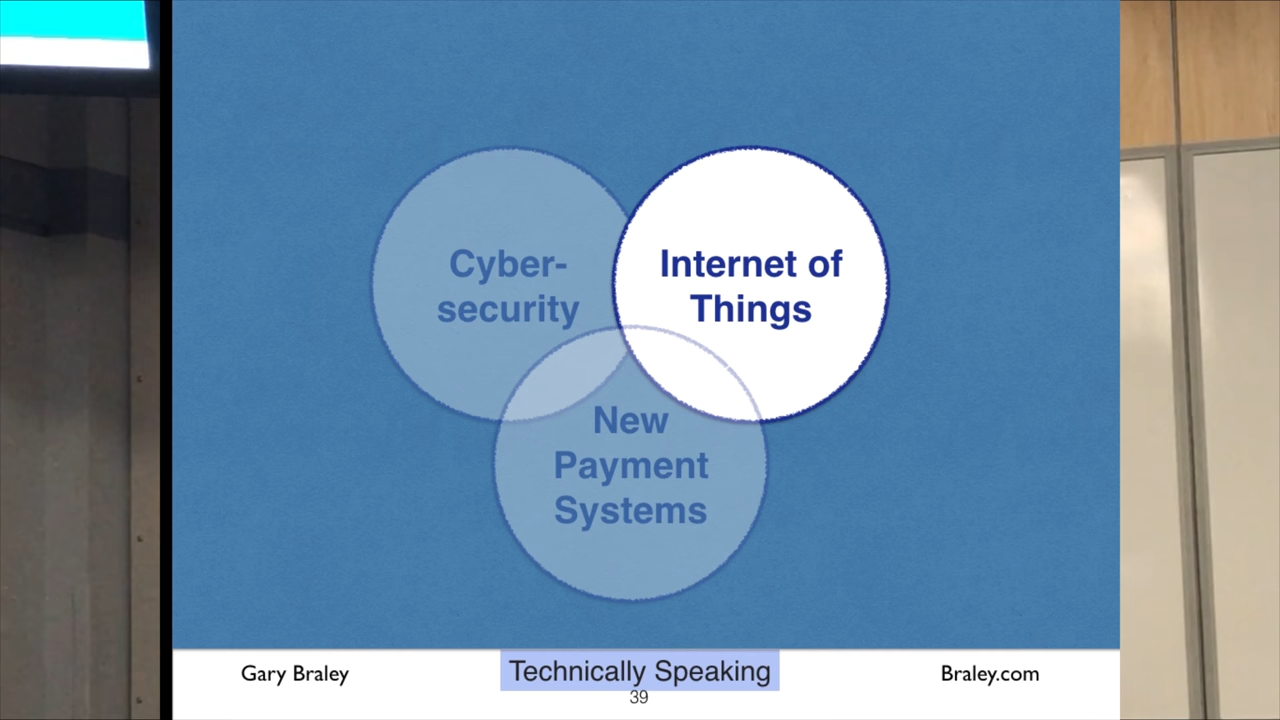 Cyber-
security
Internet of
Things
New
Payment
Systems
Gary Braley
Technically Speaking
Braley.com
39